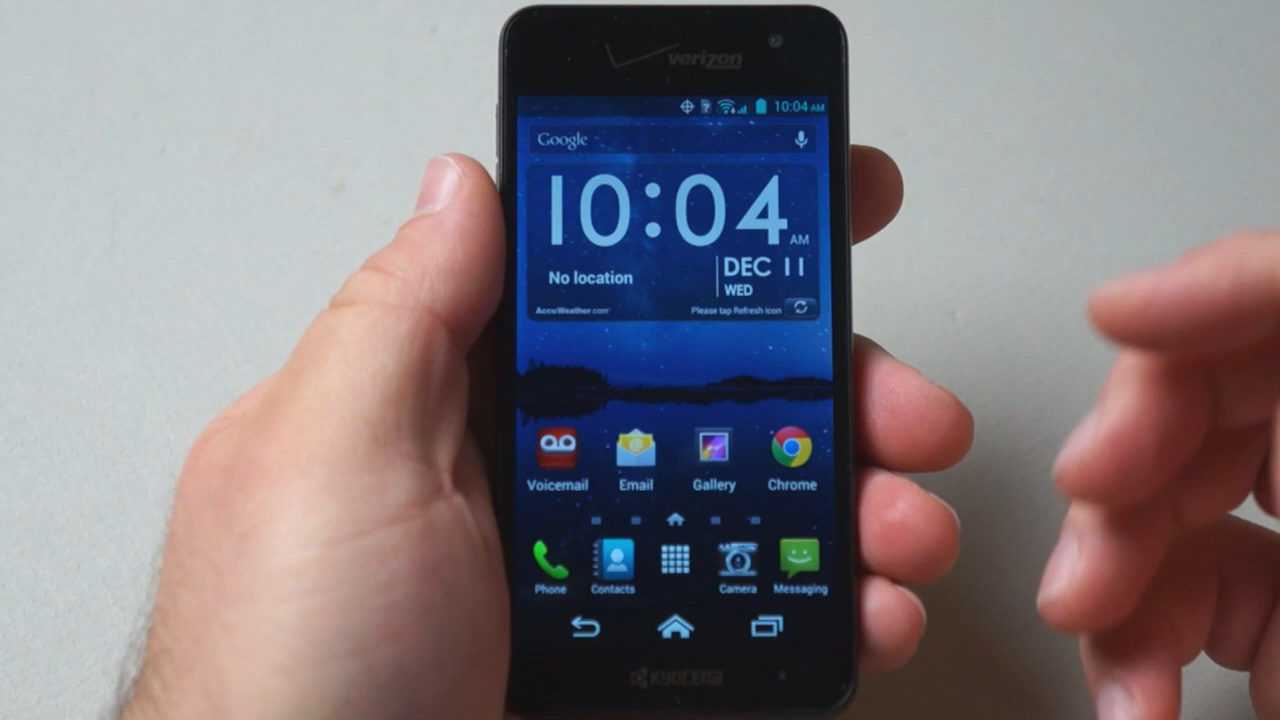 verizon
10:04 AM
Google
10:04 AM
No location
DEC 11
WED
AccuWeather.com
Please tap Refresh icon
Voicemail Email Gallery Chrome
Phone Contacts Camera Messaging
KYOCERA